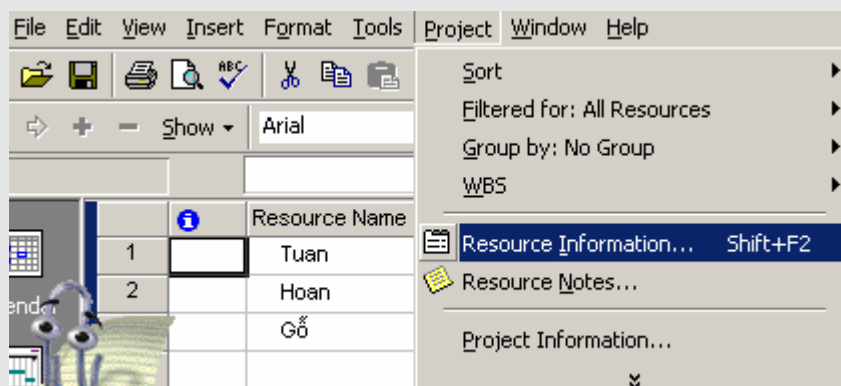 File Edit View Insert Format Tools Project Window Help
ABC
Show Arial
Sort
Filtered for: All Resources
Group by: No Group
WBS
Resource Information... Shift+F2
Resource Notes...
Project Information...
Resource Name
1 Tuan
2 Hoan
Gỗ